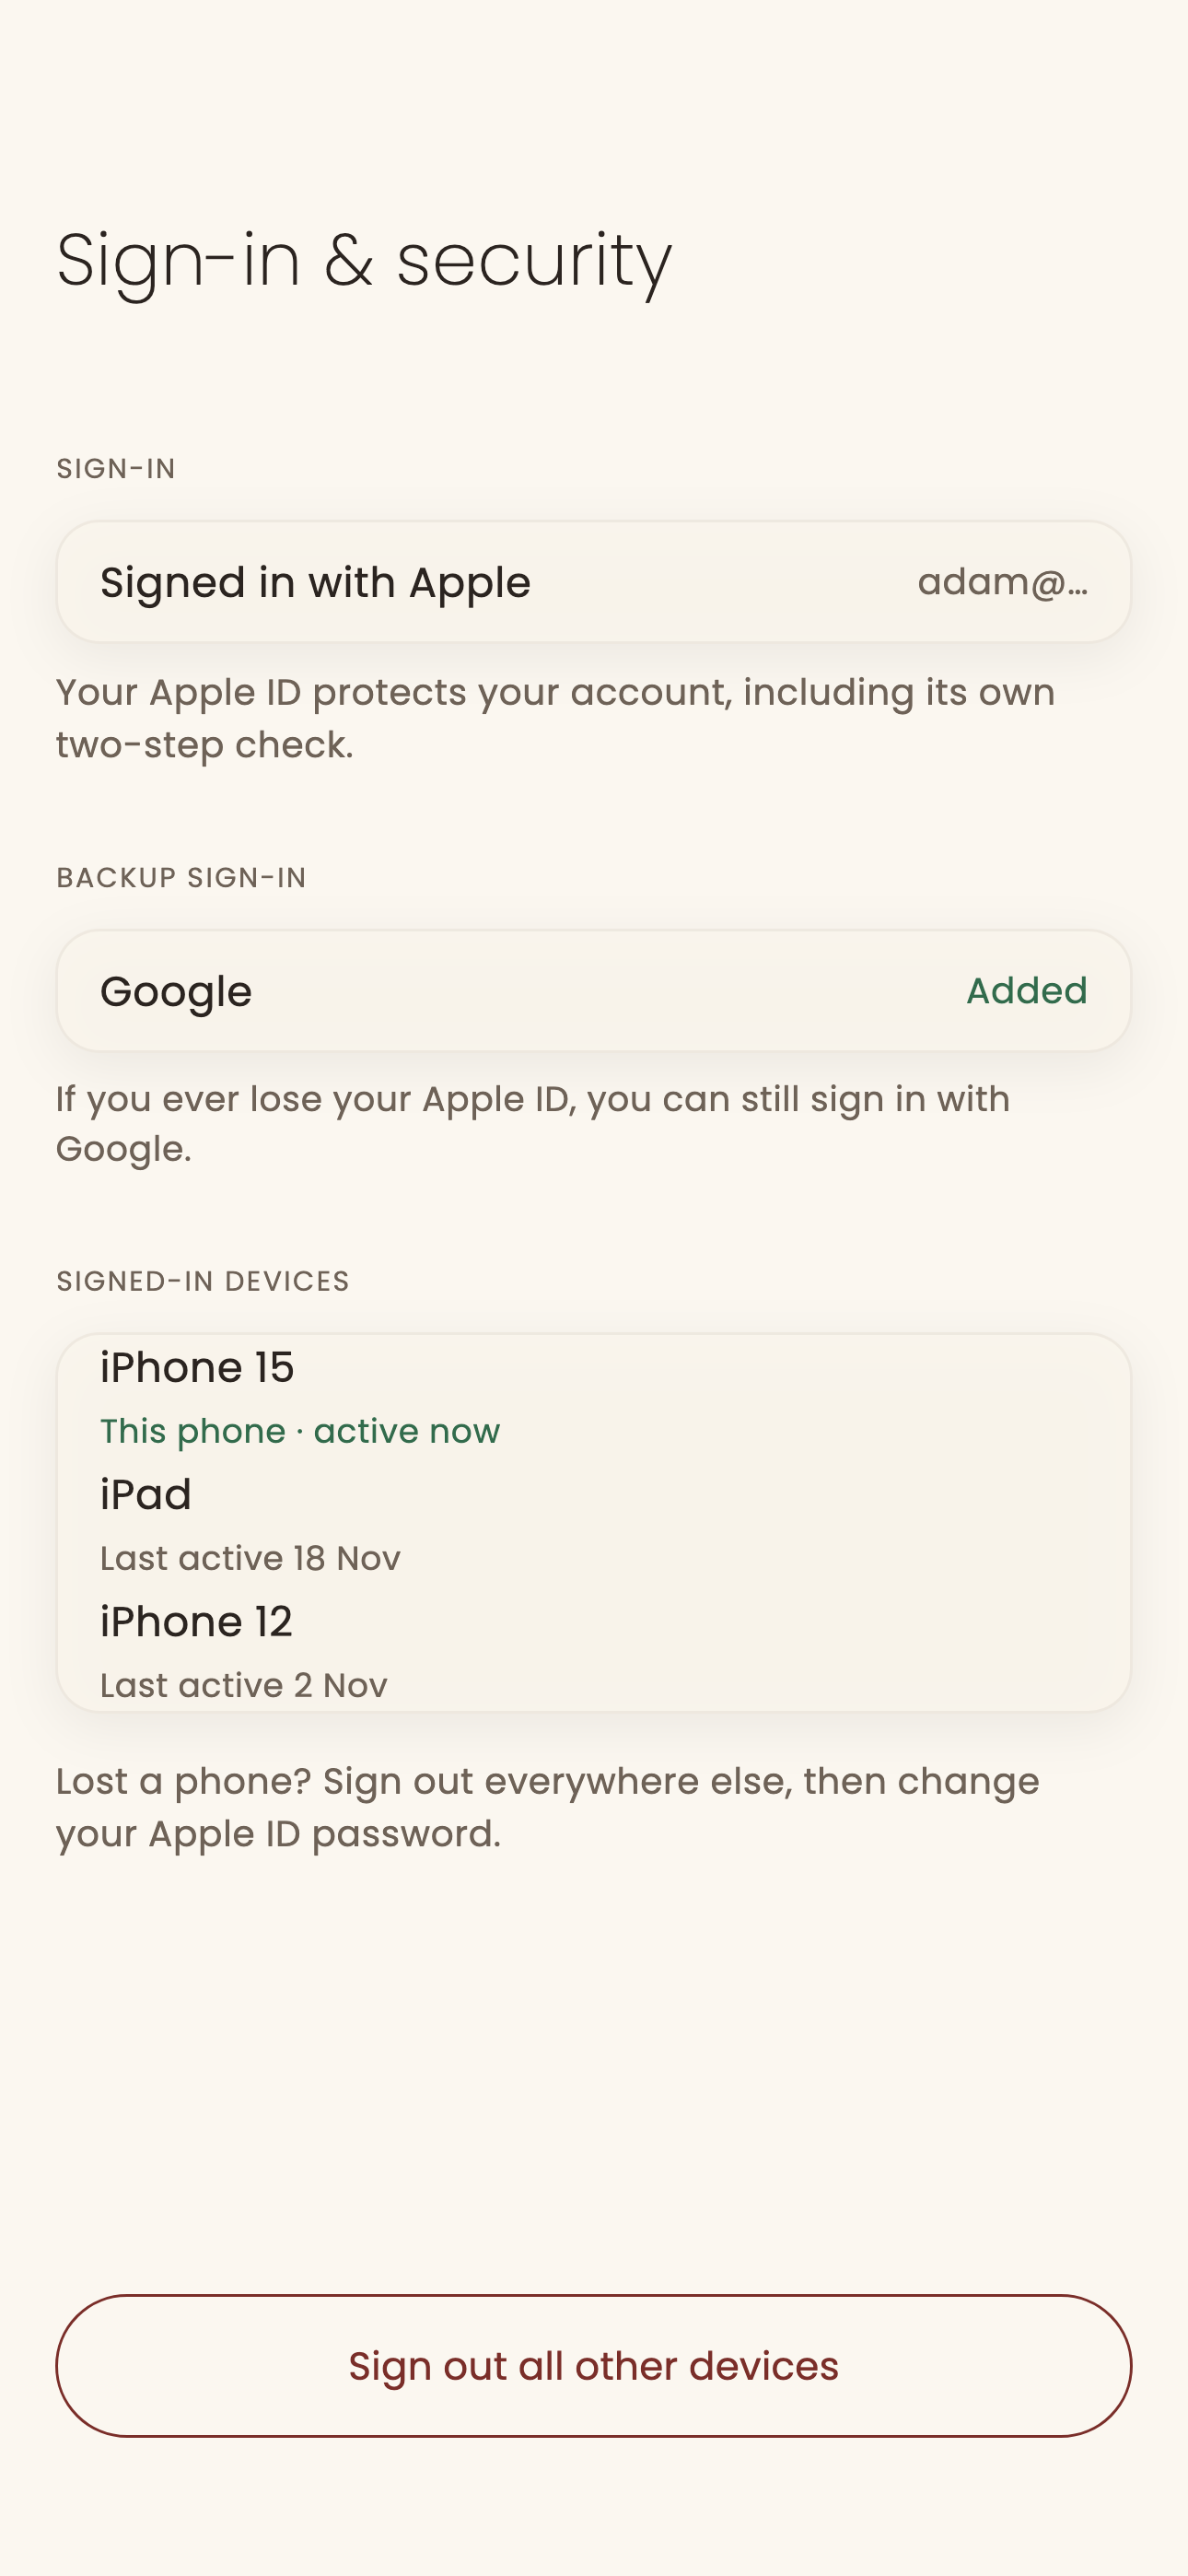 Sign-in & security
SIGN-IN
Signed in with Apple adam@...
Your Apple ID protects your account, including its own
two-step check.
BACKUP SIGN-IN
Google Added
If you ever lose your Apple ID, you can still sign in with
Google.
SIGNED-IN DEVICES
iPhone 15
This phone · active now
iPad
Last active 18 Nov
iPhone 12
Last active 2 Nov
Lost a phone? Sign out everywhere else, then change
your Apple ID password.
Sign out all other devices